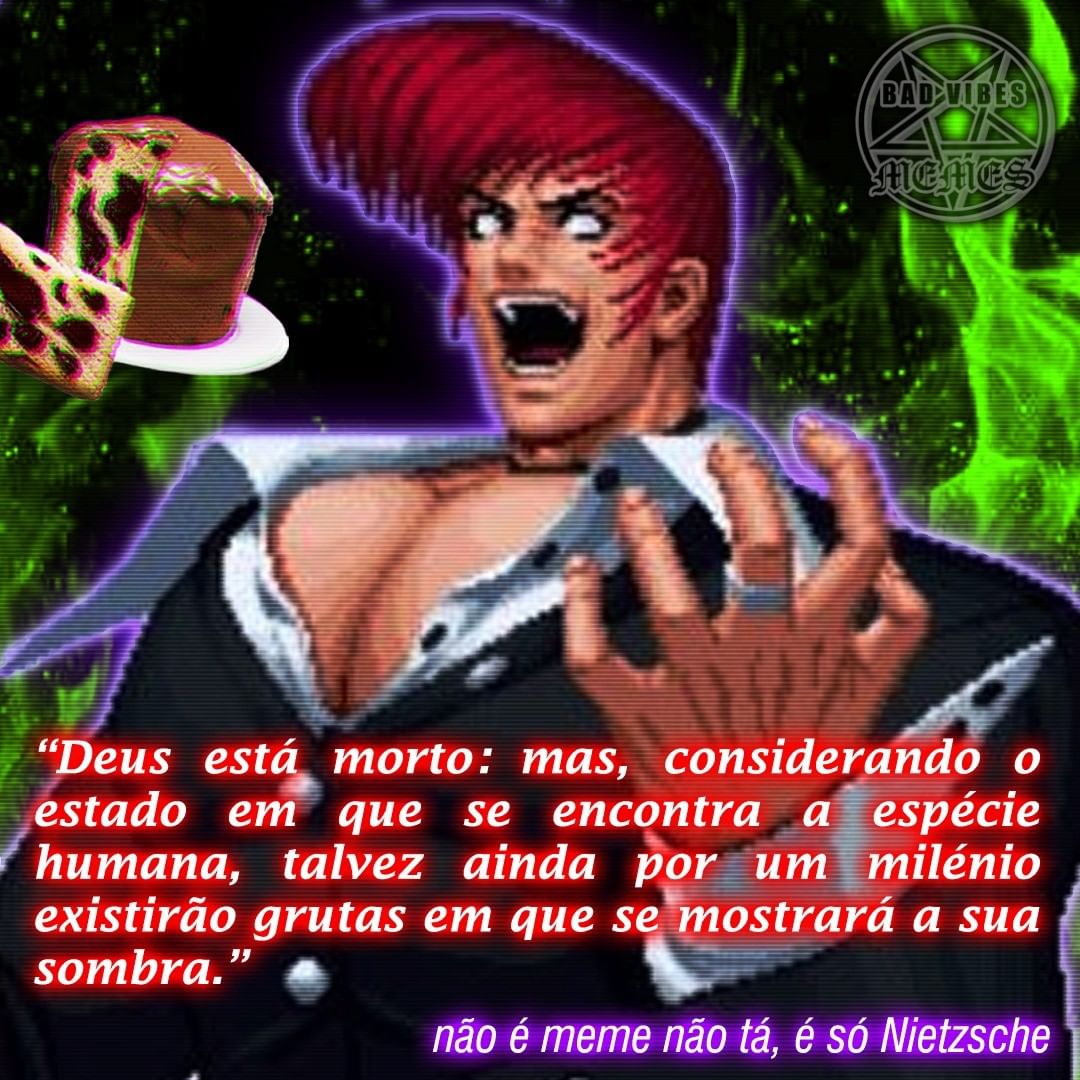 BAD VIBES
MEMES
“Deus está morto: mas, considerando o
estado em que se encontra a espécie
humana, talvez ainda por um milénio
existirão grutas em que se mostrará a sua
sombra.”
não é meme não tá, é só Nietzsche